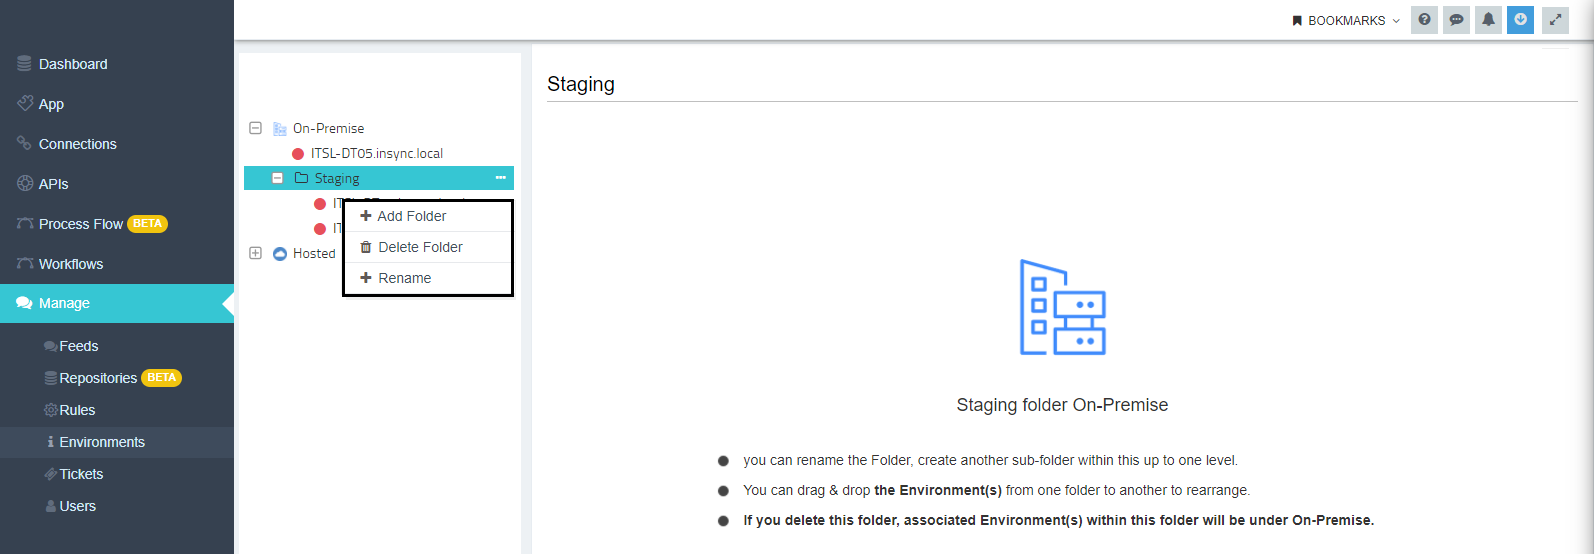 BOOKMARKS
Dashboard
App
Connections
APIs
Process Flow BETA
Workflows
Manage
Feeds
Repositories BETA
Rules
Environments
Tickets
Users
On-Premise
ITSL-DT05.insync.local
Staging
Hosted
Add Folder
Delete Folder
Rename
Staging
Staging folder On-Premise
you can rename the Folder, create another sub-folder within this up to one level.
You can drag & drop the Environment(s) from one folder to another to rearrange.
If you delete this folder, associated Environment(s) within this folder will be under On-Premise.